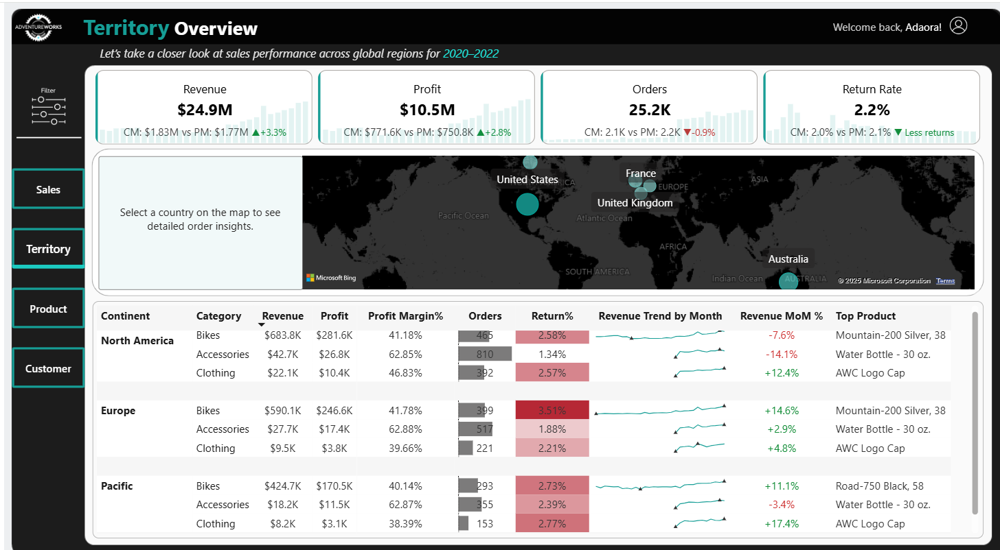 ADVENTUREWORKS
Territory Overview
Welcome back, Adaora!
Let's take a closer look at sales performance across global regions for 2020–2022
Filter
Sales
Territory
Product
Customer
Revenue
$24.9M
CM: $1.83M vs PM: $1.77M ▲+3.3%
Profit
$10.5M
CM: $771.6K vs PM: $750.8K ▲+2.8%
Orders
25.2K
CM: 2.1K vs PM: 2.2K ▼-0.9%
Return Rate
2.2%
CM: 2.0% vs PM: 2.1% ▼ Less returns
Select a country on the map to see
detailed order insights.
United States
NORTH AMERICA
France
EUROPE
ASIA
United Kingdom
Pacific Ocean
Atlantic Ocean
AFRICA
Australia
SOUTH AMERICA
Indian Ocean
AUSTRALIA
Microsoft Bing
© 2025 Microsoft Corporation Terms
Continent Category Revenue Profit Profit Margin% Orders Return% Revenue Trend by Month Revenue MoM % Top Product
North America Bikes $683.8K $281.6K 41.18% 465 2.58% -7.6% Mountain-200 Silver, 38
Accessories $42.7K $26.8K 62.85% 810 1.34% -14.1% Water Bottle - 30 oz.
Clothing $22.1K $10.4K 46.83% 392 2.57% +12.4% AWC Logo Cap
Europe Bikes $590.1K $246.6K 41.78% 399 3.51% +14.6% Mountain-200 Silver, 38
Accessories $27.7K $17.4K 62.88% 517 1.88% +2.9% Water Bottle - 30 oz.
Clothing $9.5K $3.8K 39.66% 221 2.21% +4.8% AWC Logo Cap
Pacific Bikes $424.7K $170.5K 40.14% 293 2.73% +11.1% Road-750 Black, 58
Accessories $18.2K $11.5K 62.87% 355 2.39% -3.4% Water Bottle - 30 oz.
Clothing $8.2K $3.1K 38.39% 153 2.77% +17.4% AWC Logo Cap